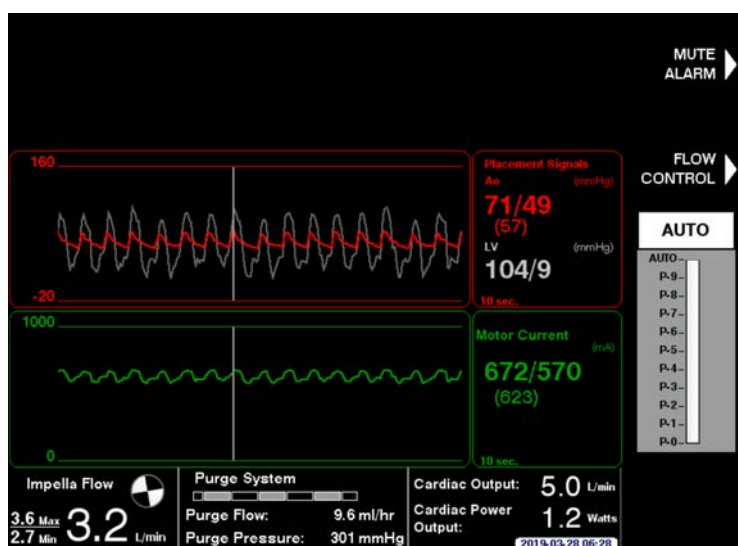 MUTE
ALARM
160
Placement Signals
Ao (mmHg)
71/49
(57)
LV (mmHg)
104/9
-20
10 sec.
FLOW
CONTROL
AUTO
AUTO
P-9
P-8
P-7
P-6
P-5
P-4
P-3
P-2
P-1
P-0
1000
Motor Current
(mA)
672/570
(623)
0
10 sec.
Impella Flow
3.6 Max
2.7 Min
3.2 L/min
Purge System
Purge Flow: 9.6 ml/hr
Purge Pressure: 301 mmHg
Cardiac Output: 5.0 L/min
Cardiac Power
Output: 1.2 Watts
2019-03-28 06:28